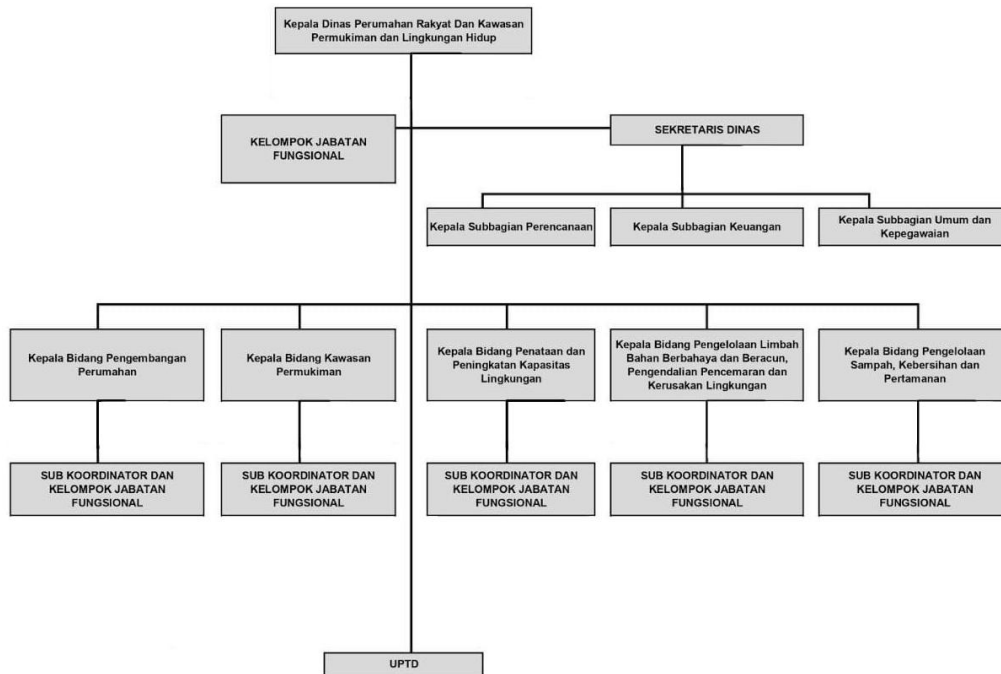 Kepala Dinas Perumahan Rakyat Dan Kawasan
Permukiman dan Lingkungan Hidup
KELOMPOK JABATAN
FUNGSIONAL
SEKRETARIS DINAS
Kepala Subbagian Perencanaan
Kepala Subbagian Keuangan
Kepala Subbagian Umum dan
Kepegawaian
Kepala Bidang Pengembangan
Perumahan
Kepala Bidang Kawasan
Permukiman
Kepala Bidang Penataan dan
Peningkatan Kapasitas
Lingkungan
Kepala Bidang Pengelolaan Limbah
Bahan Berbahaya dan Beracun,
Pengendalian Pencemaran dan
Kerusakan Lingkungan
Kepala Bidang Pengelolaan
Sampah, Kebersihan dan
Pertamanan
SUB KOORDINATOR DAN
KELOMPOK JABATAN
FUNGSIONAL
SUB KOORDINATOR DAN
KELOMPOK JABATAN
FUNGSIONAL
SUB KOORDINATOR DAN
KELOMPOK JABATAN
FUNGSIONAL
SUB KOORDINATOR DAN
KELOMPOK JABATAN
FUNGSIONAL
SUB KOORDINATOR DAN
KELOMPOK JABATAN
FUNGSIONAL
UPTD